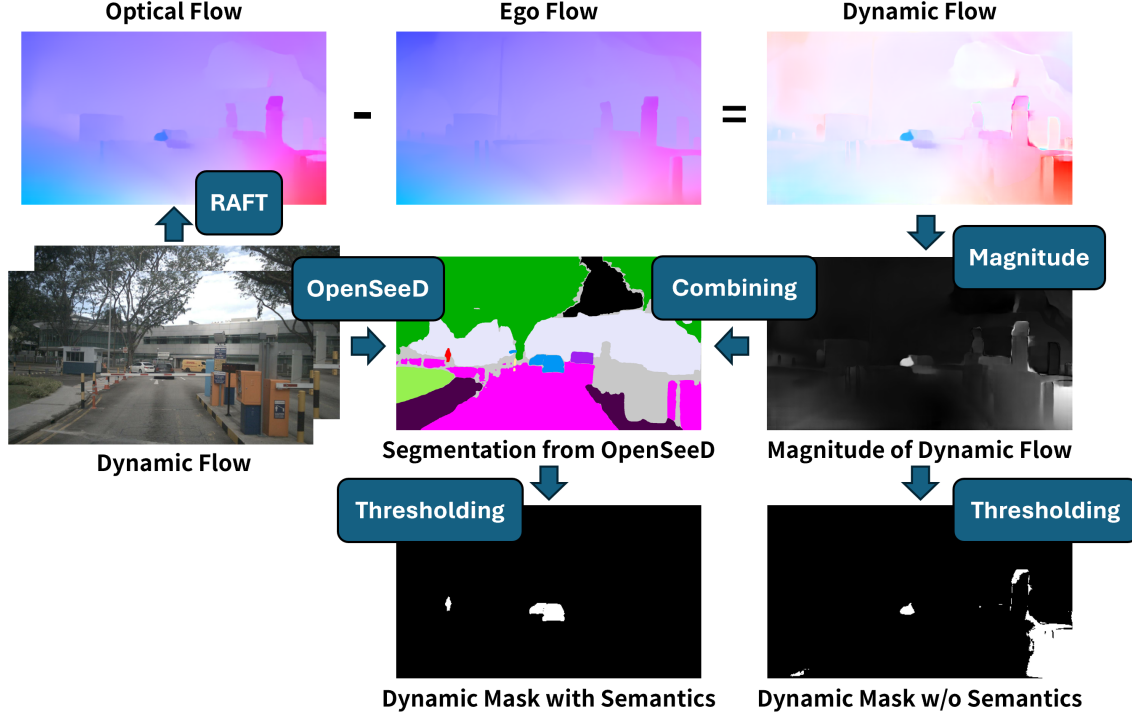 Optical Flow
Ego Flow
Dynamic Flow
-
=
RAFT
Magnitude
OpenSeeD
Combining
Dynamic Flow
Segmentation from OpenSeeD
Magnitude of Dynamic Flow
Thresholding
Thresholding
Dynamic Mask with Semantics
Dynamic Mask w/o Semantics